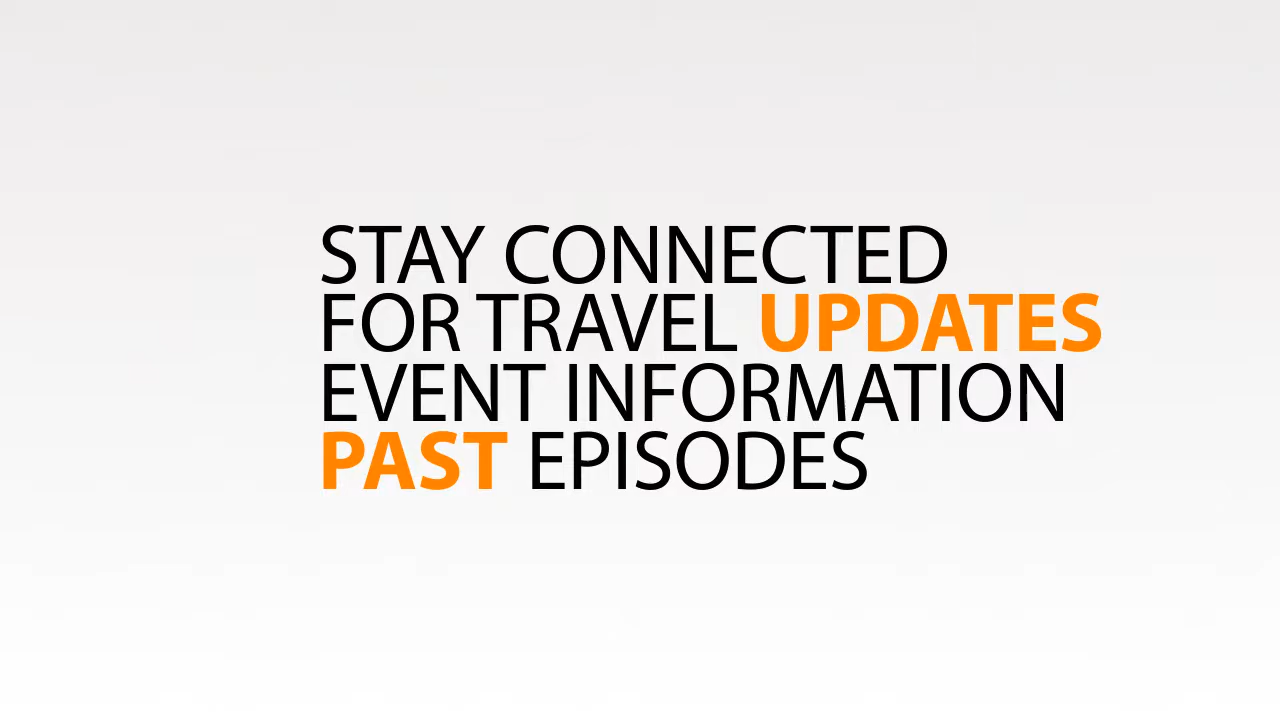 STAY CONNECTED
FOR TRAVEL UPDATES
EVENT INFORMATION
PAST EPISODES